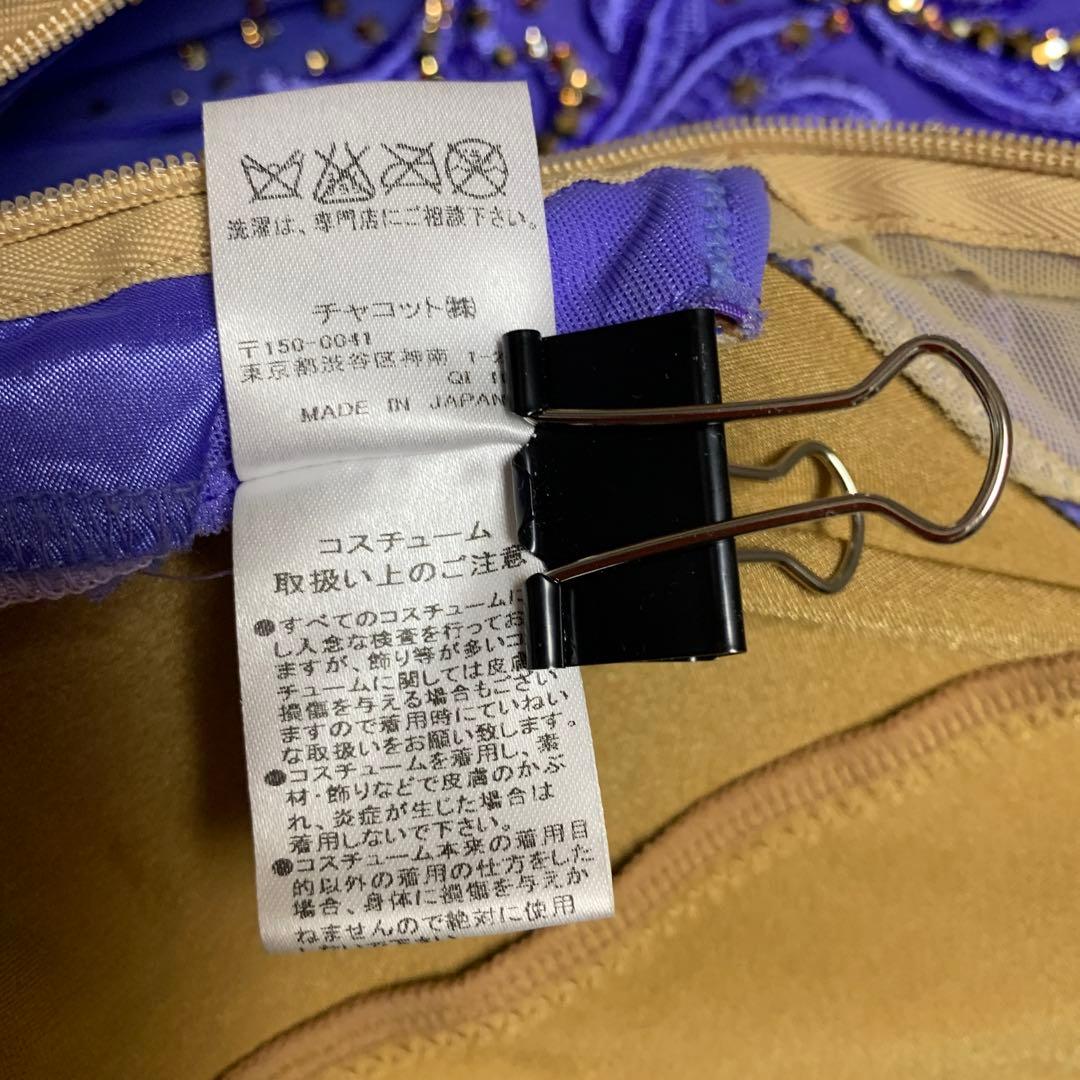 洗濯は、専門店にご相談下さい。
チャコット㈱
〒150-0041
東京都渋谷区神南 1-
QI
MADE IN JAPAN
コスチューム
取扱い上のご注意
●すべてのコスチュームに
し入念な検査を行ってお
ますが、飾り等が多いコ
チュームに関しては皮膚
損傷を与える場合もござい
ますので着用時にていねい
な取扱いをお願い致します。
●コスチュームを着用し、素
材・飾りなどで皮膚のかぶ
れ、炎症が生じた場合は
着用しないで下さい。
●コスチューム本来の着用目
的以外の着用の仕方をした
場合、身体に損傷を与えか
ねませんので絶対に使用